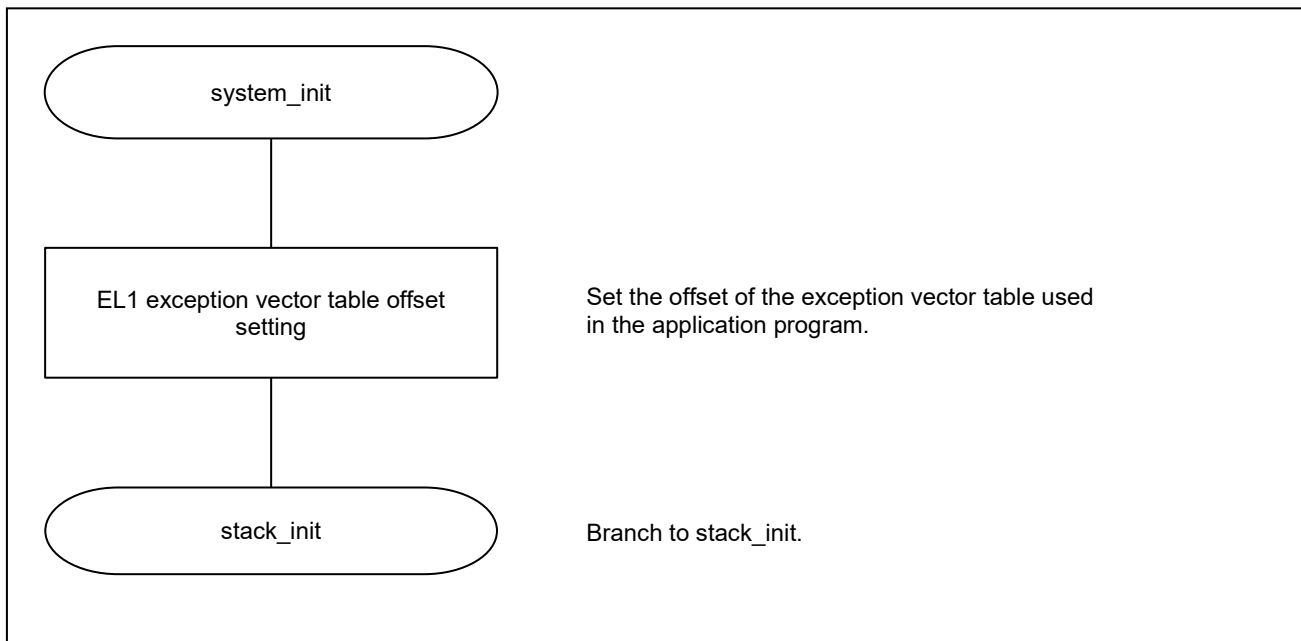 system_init
EL1 exception vector table offset
setting
Set the offset of the exception vector table used
in the application program.
stack_init
Branch to stack_init.